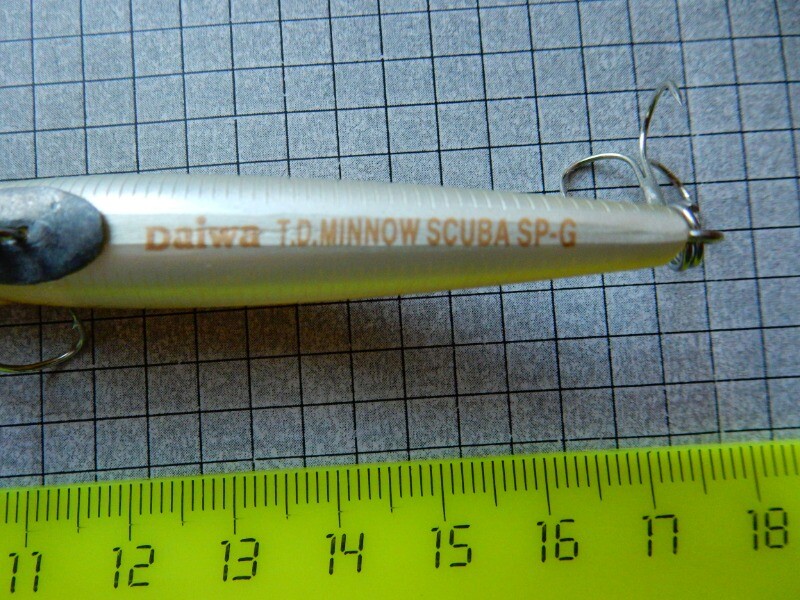 Daiwa T.D.MINNOW SCUBA SP-G
11 12 13 14 15 16 17 18